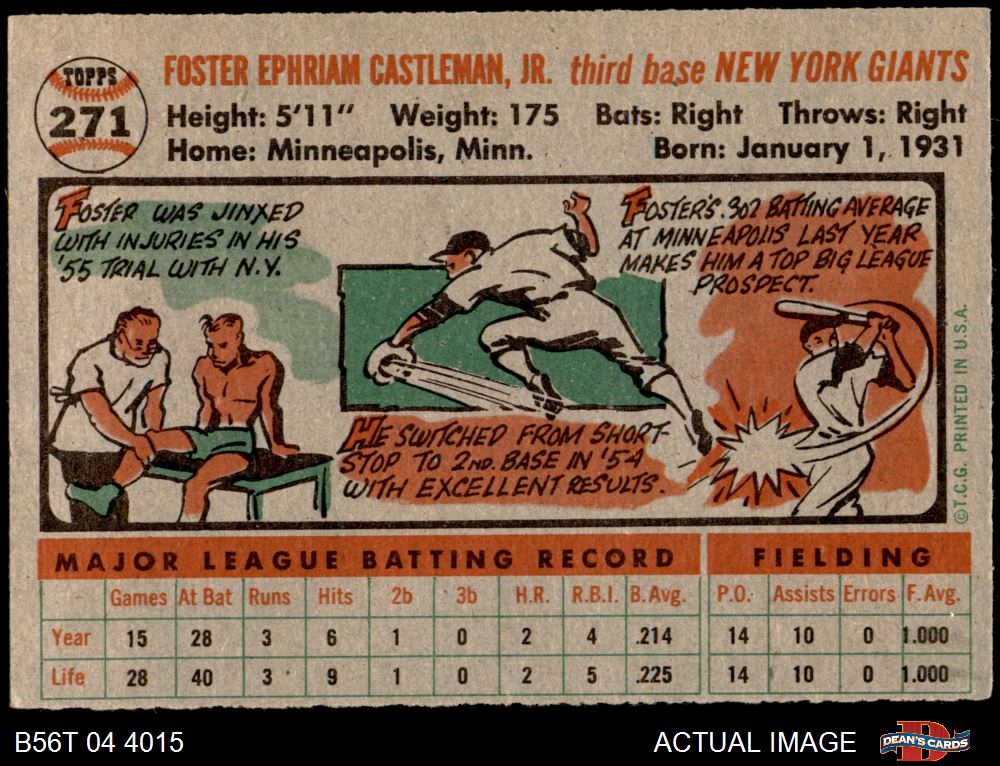 TOPPS
271
FOSTER EPHRIAM CASTLEMAN, JR. third base NEW YORK GIANTS
Height: 5'11" Weight: 175 Bats: Right Throws: Right
Home: Minneapolis, Minn. Born: January 1, 1931
FOSTER WAS JINXED
WITH INJURIES IN HIS
'55 TRIAL WITH N.Y.
HE SWITCHED FROM SHORT-
STOP TO 2ND. BASE IN '54
WITH EXCELLENT RESULTS.
FOSTER'S .302 BATTING AVERAGE
AT MINNEAPOLIS LAST YEAR
MAKES HIM A TOP BIG LEAGUE
PROSPECT.
©T.C.G. PRINTED IN U.S.A.
MAJOR LEAGUE BATTING RECORD FIELDING
Games At Bat Runs Hits 2b 3b H.R. R.B.I. B. Avg. P.O. Assists Errors F. Avg.
Year 15 28 3 6 1 0 2 4 .214 14 10 0 1.000
Life 28 40 3 9 1 0 2 5 .225 14 10 0 1.000
B56T 04 4015 ACTUAL IMAGE
D
DEAN'S CARDS